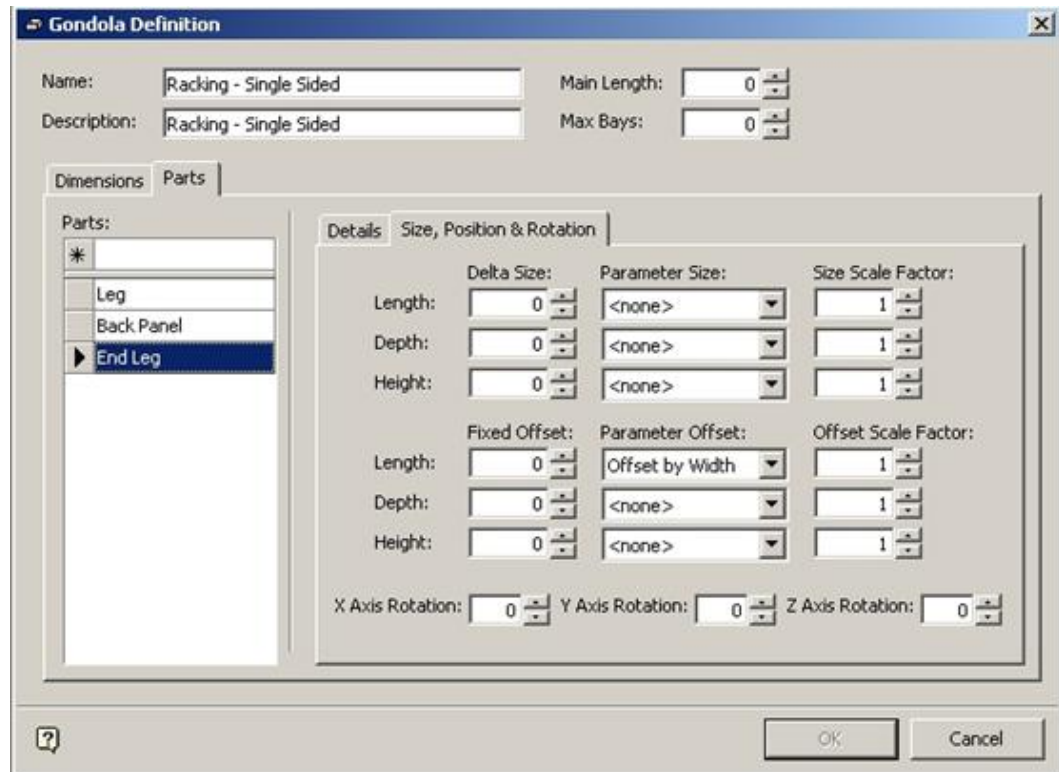 Gondola Definition
Name: Racking - Single Sided Main Length: 0
Description: Racking - Single Sided Max Bays: 0
Dimensions Parts
Parts:
Leg
Back Panel
End Leg
Details Size, Position & Rotation
Delta Size: Parameter Size: Size Scale Factor:
Length: 0 <none> 1
Depth: 0 <none> 1
Height: 0 <none> 1
Fixed Offset: Parameter Offset: Offset Scale Factor:
Length: 0 Offset by Width 1
Depth: 0 <none> 1
Height: 0 <none> 1
X Axis Rotation: 0 Y Axis Rotation: 0 Z Axis Rotation: 0
OK Cancel